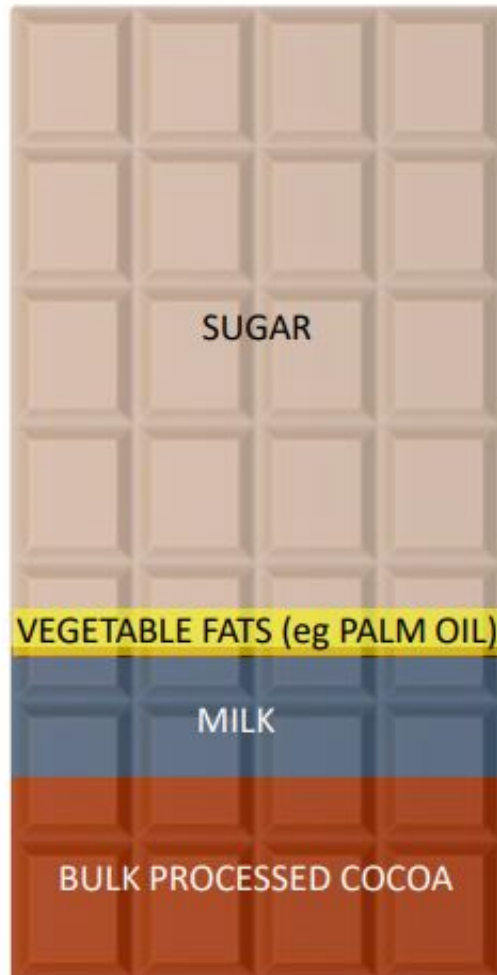 SUGAR
VEGETABLE FATS (eg PALM OIL)
MILK
BULK PROCESSED COCOA